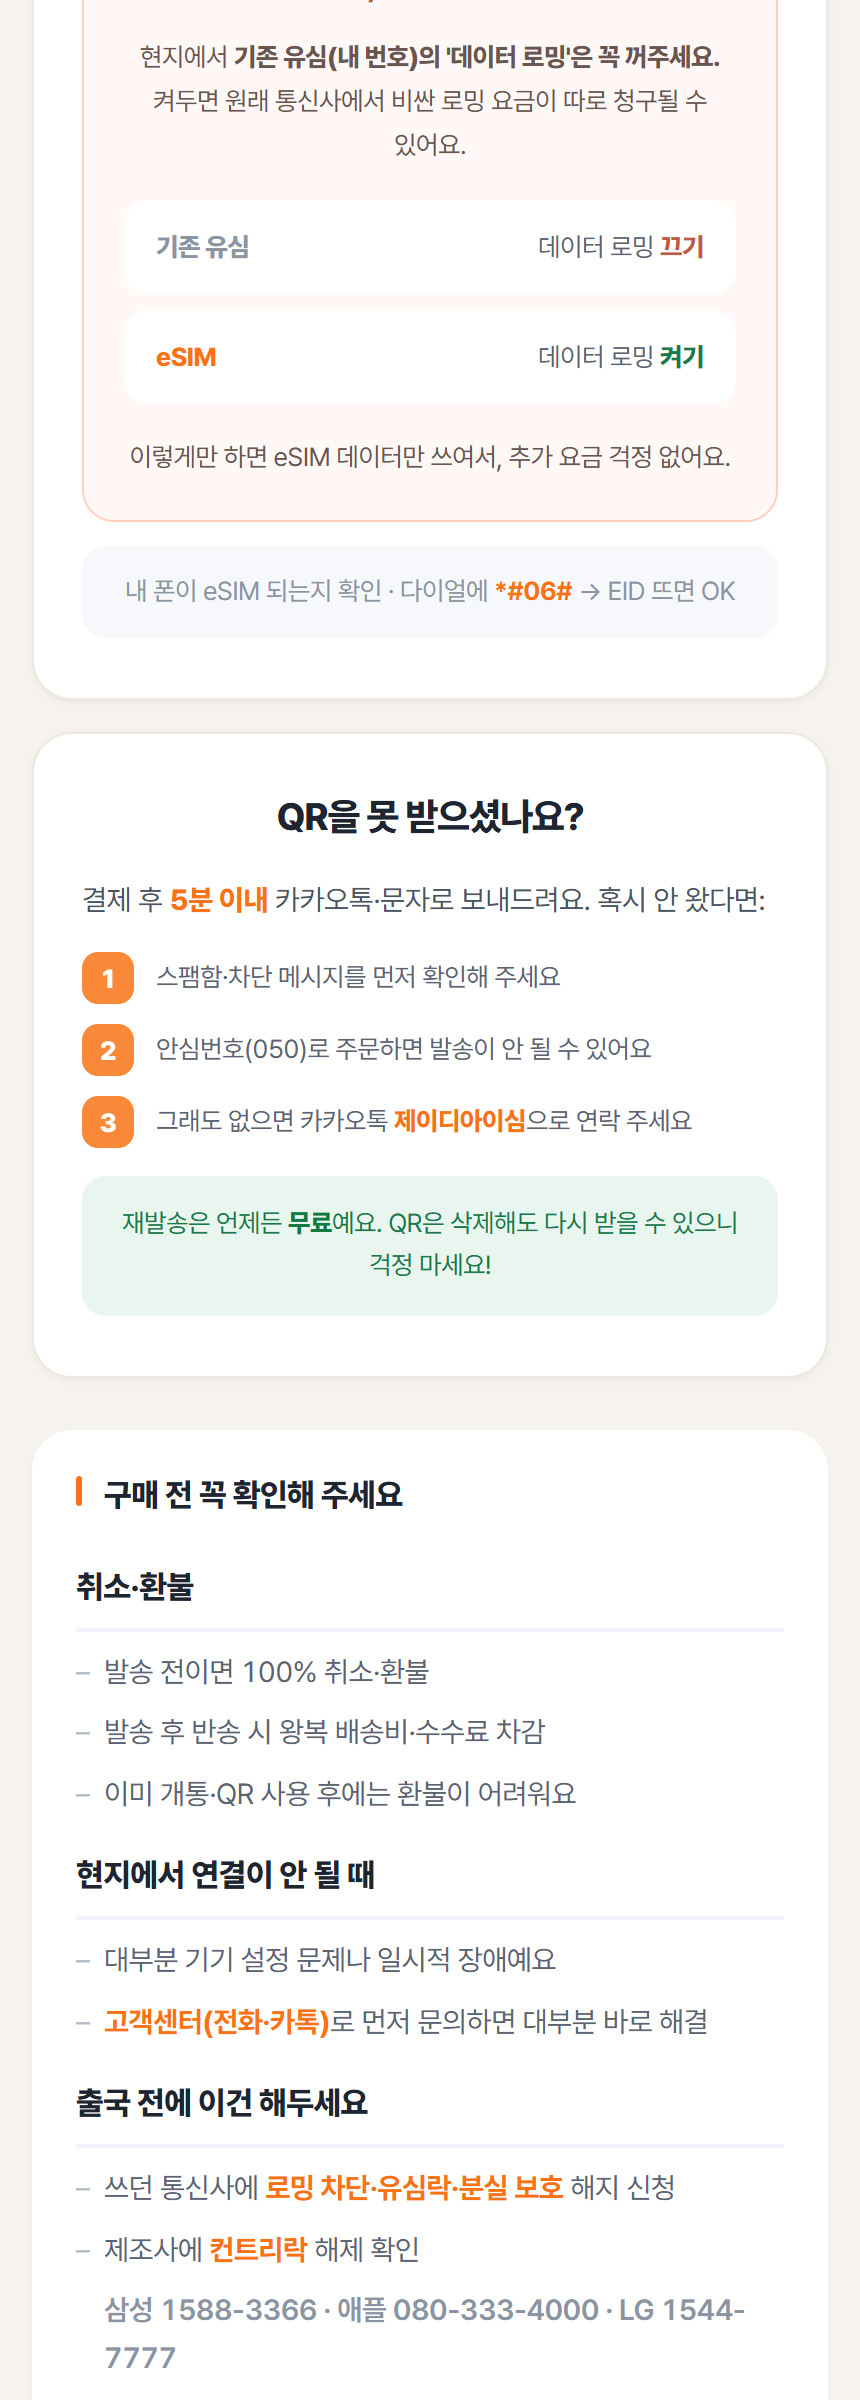 현지에서 기존 유심(내 번호)의 '데이터 로밍'은 꼭 꺼주세요.
켜두면 원래 통신사에서 비싼 로밍 요금이 따로 청구될 수
있어요.
기존 유심 데이터 로밍 끄기
eSIM 데이터 로밍 켜기
이렇게만 하면 eSIM 데이터만 쓰여서, 추가 요금 걱정 없어요.
내 폰이 eSIM 되는지 확인 · 다이얼에 *#06# → EID 뜨면 OK
QR을 못 받으셨나요?
결제 후 5분 이내 카카오톡·문자로 보내드려요. 혹시 안 왔다면:
1 스팸함·차단 메시지를 먼저 확인해 주세요
2 안심번호(050)로 주문하면 발송이 안 될 수 있어요
3 그래도 없으면 카카오톡 제이디아이심으로 연락 주세요
재발송은 언제든 무료예요. QR은 삭제해도 다시 받을 수 있으니
걱정 마세요!
구매 전 꼭 확인해 주세요
취소·환불
– 발송 전이면 100% 취소·환불
– 발송 후 반송 시 왕복 배송비·수수료 차감
– 이미 개통·QR 사용 후에는 환불이 어려워요
현지에서 연결이 안 될 때
– 대부분 기기 설정 문제나 일시적 장애예요
– 고객센터(전화·카톡)로 먼저 문의하면 대부분 바로 해결
출국 전에 이건 해두세요
– 쓰던 통신사에 로밍 차단·유심락·분실 보호 해지 신청
– 제조사에 컨트리락 해제 확인
삼성 1588-3366 · 애플 080-333-4000 · LG 1544-
7777